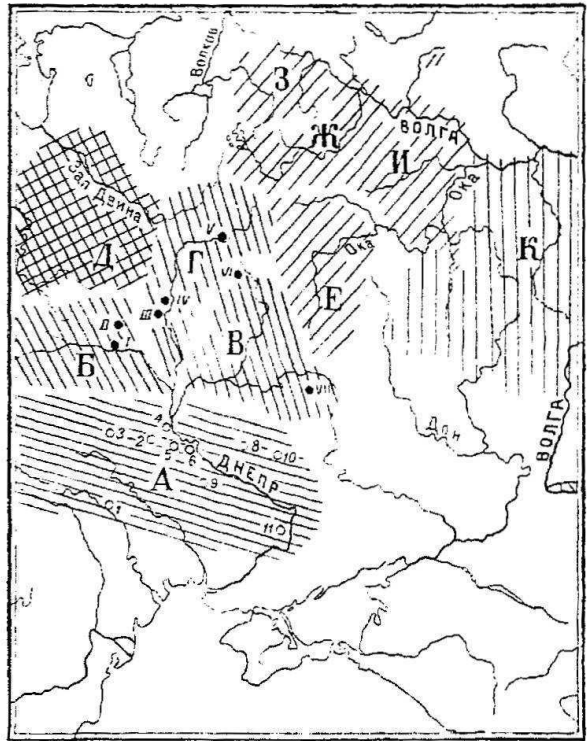 Волхов
З
Ж
ВОЛГА
И
Зап Двина
Ока
V
К
Д
Г
Ока
VI
Е
IV
II
III
В
I
Б
VII
4
3
2
8
10
5
6
Дон
ВОЛГА
ДНЕПР
А
9
1
11